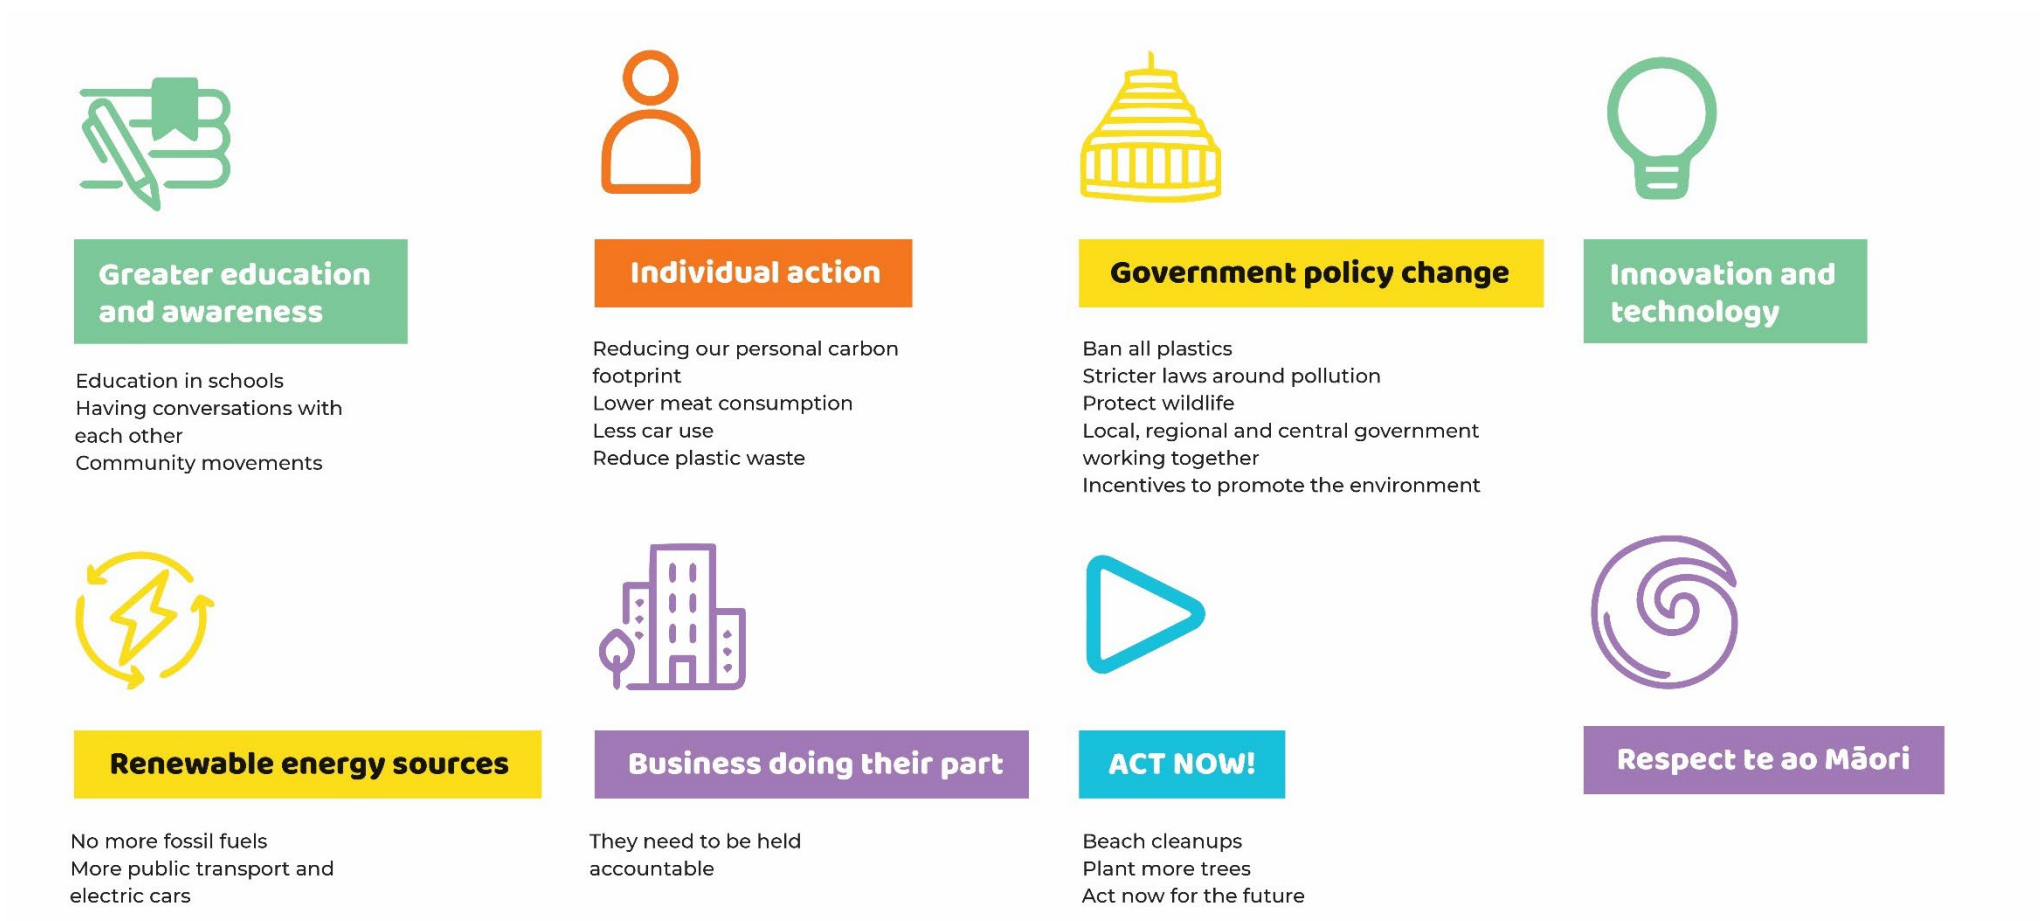 Greater education
and awareness
Education in schools
Having conversations with
each other
Community movements
Individual action
Reducing our personal carbon
footprint
Lower meat consumption
Less car use
Reduce plastic waste
Government policy change
Ban all plastics
Stricter laws around pollution
Protect wildlife
Local, regional and central government
working together
Incentives to promote the environment
Innovation and
technology
Renewable energy sources
No more fossil fuels
More public transport and
electric cars
Business doing their part
They need to be held
accountable
ACT NOW!
Beach cleanups
Plant more trees
Act now for the future
Respect te ao Māori